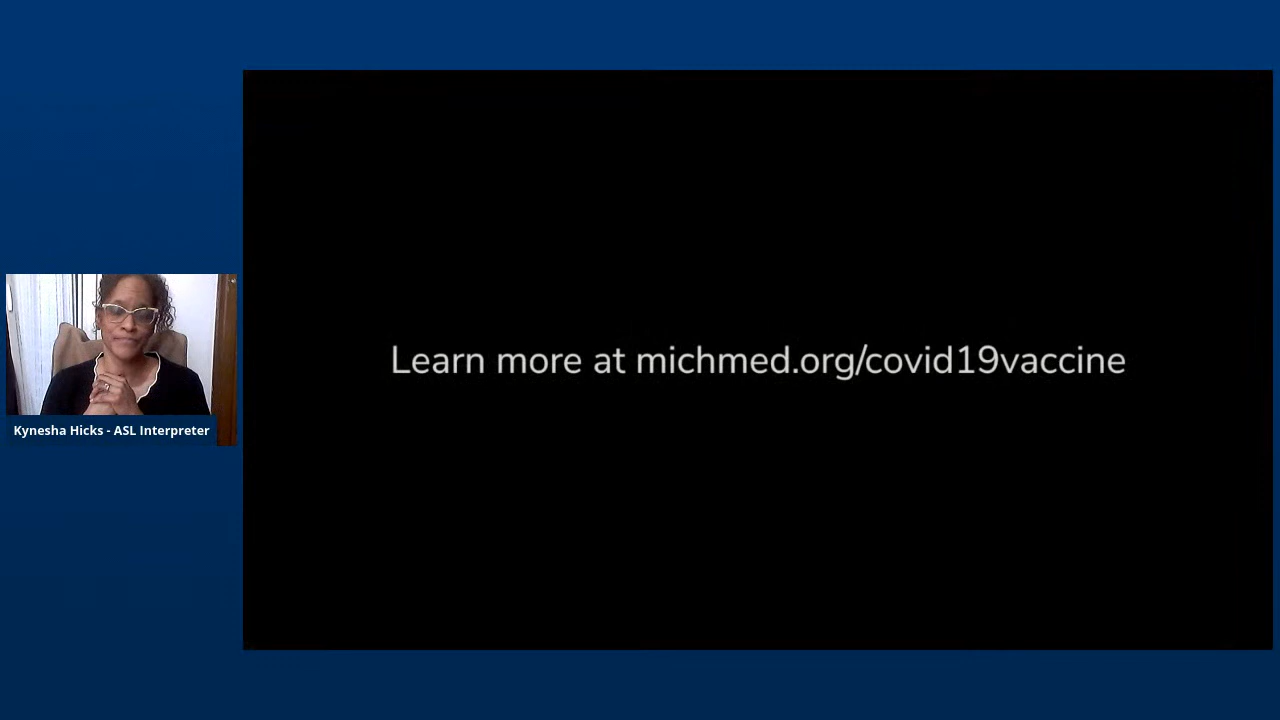 Learn more at michmed.org/covid19vaccine
Kynesha Hicks - ASL Interpreter